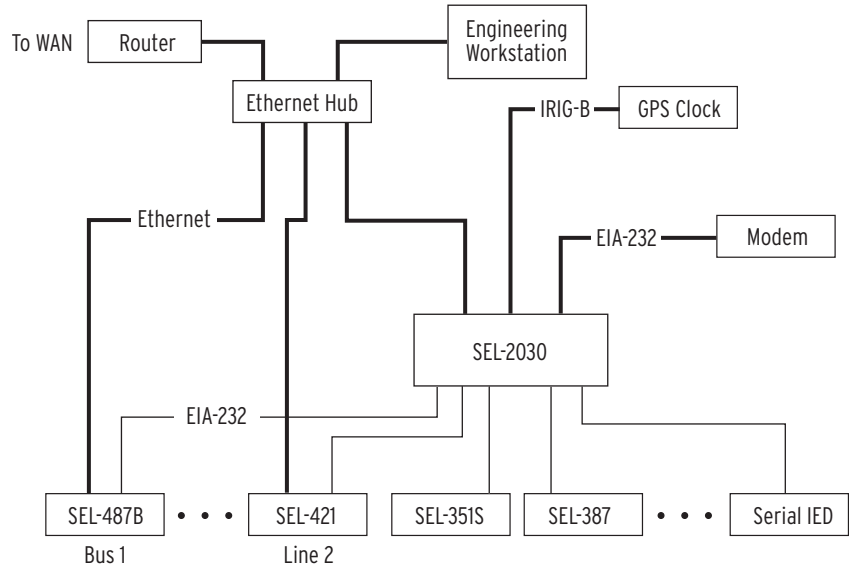 To WAN
Router
Engineering
Workstation
Ethernet Hub
IRIG-B
GPS Clock
Ethernet
EIA-232
Modem
SEL-2030
EIA-232
SEL-487B
SEL-421
SEL-351S
SEL-387
Serial IED
Bus 1
Line 2